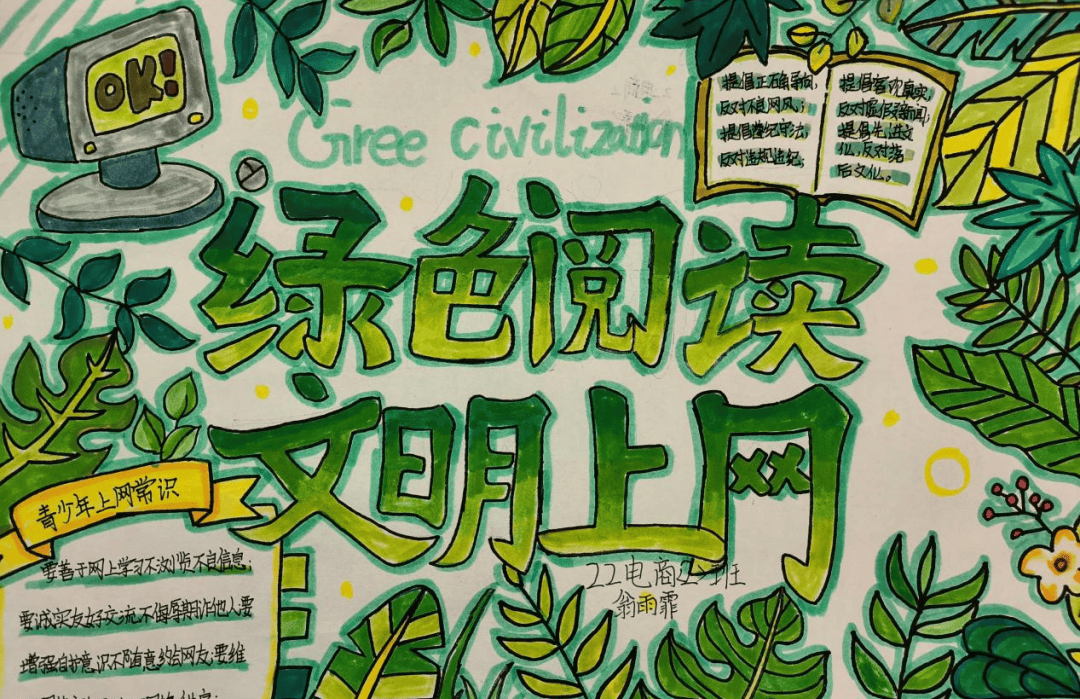 OK!
Gree civilization
提倡正确导向,
反对不良网风;
提倡遵纪守法,
反对违规违纪;
提倡客观真实,
反对虚假新闻;
提倡先进文
化,反对落
后文化。
绿色阅读
文明上网
青少年上网常识
要善于网上学习不浏览不良信息;
要诚实友好交流不侮辱欺诈他人要
增强自护意识不随意约会网友;要维
22电商2班
翁雨霏